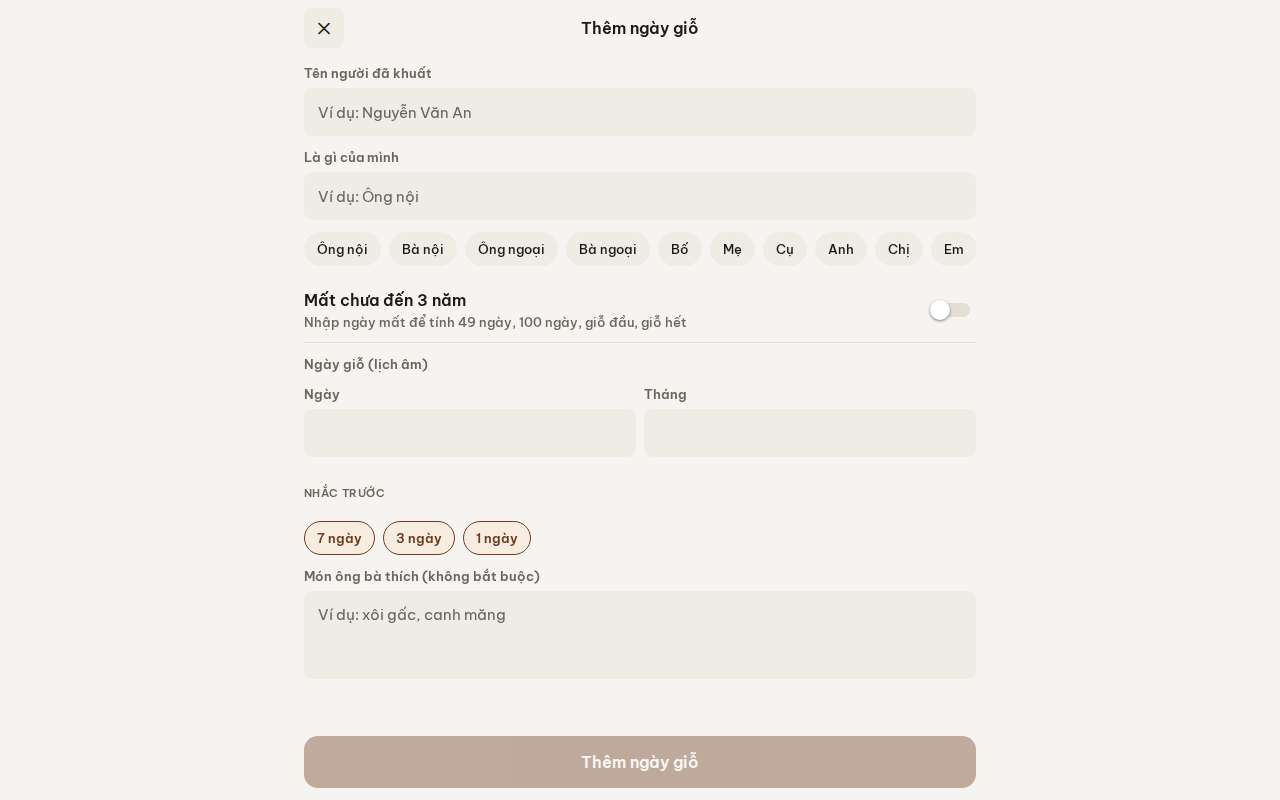 Thêm ngày giỗ
Tên người đã khuất
Ví dụ: Nguyễn Văn An
Là gì của mình
Ví dụ: Ông nội
Ông nội Bà nội Ông ngoại Bà ngoại Bố Mẹ Cụ Anh Chị Em
Mất chưa đến 3 năm
Nhập ngày mất để tính 49 ngày, 100 ngày, giỗ đầu, giỗ hết
Ngày giỗ (lịch âm)
Ngày Tháng
NHẮC TRƯỚC
7 ngày 3 ngày 1 ngày
Món ông bà thích (không bắt buộc)
Ví dụ: xôi gấc, canh măng
Thêm ngày giỗ